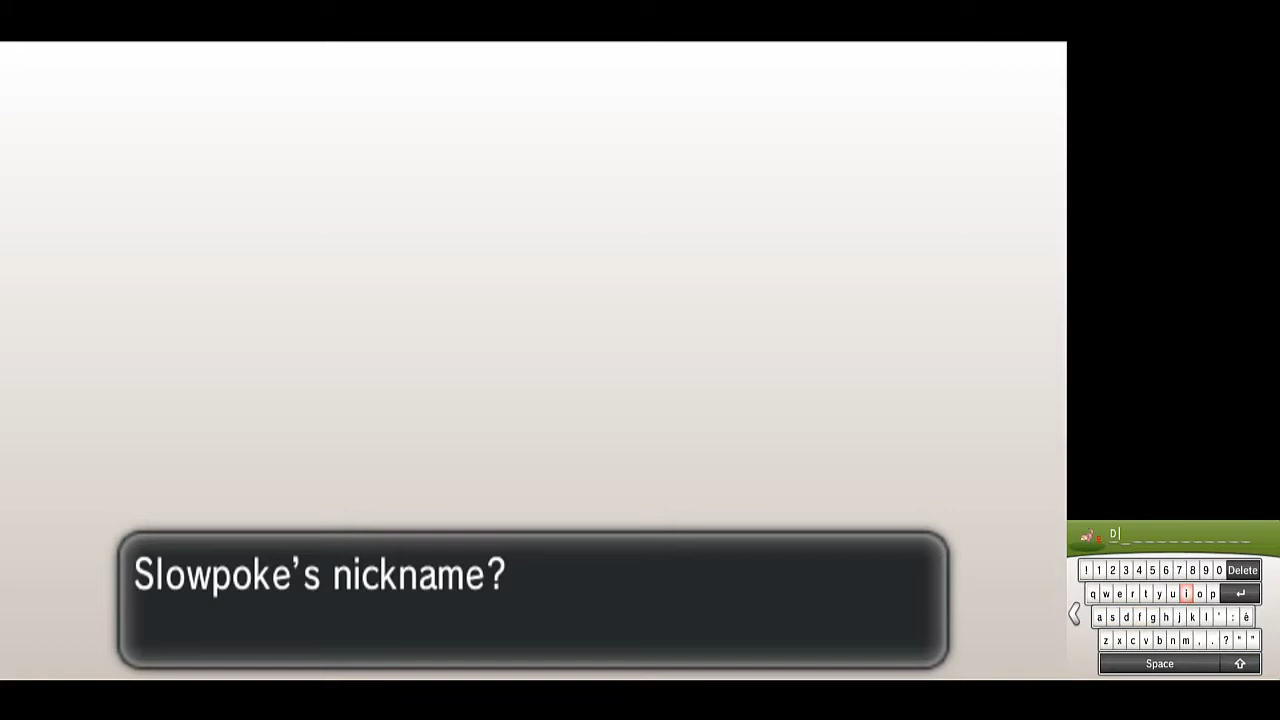 Slowpoke's nickname?
D
! 1 2 3 4 5 6 7 8 9 0 Delete
q w e r t y u i o p ↵
a s d f g h j k l ' : é
z x c v b n m , . ? “ ”
Space